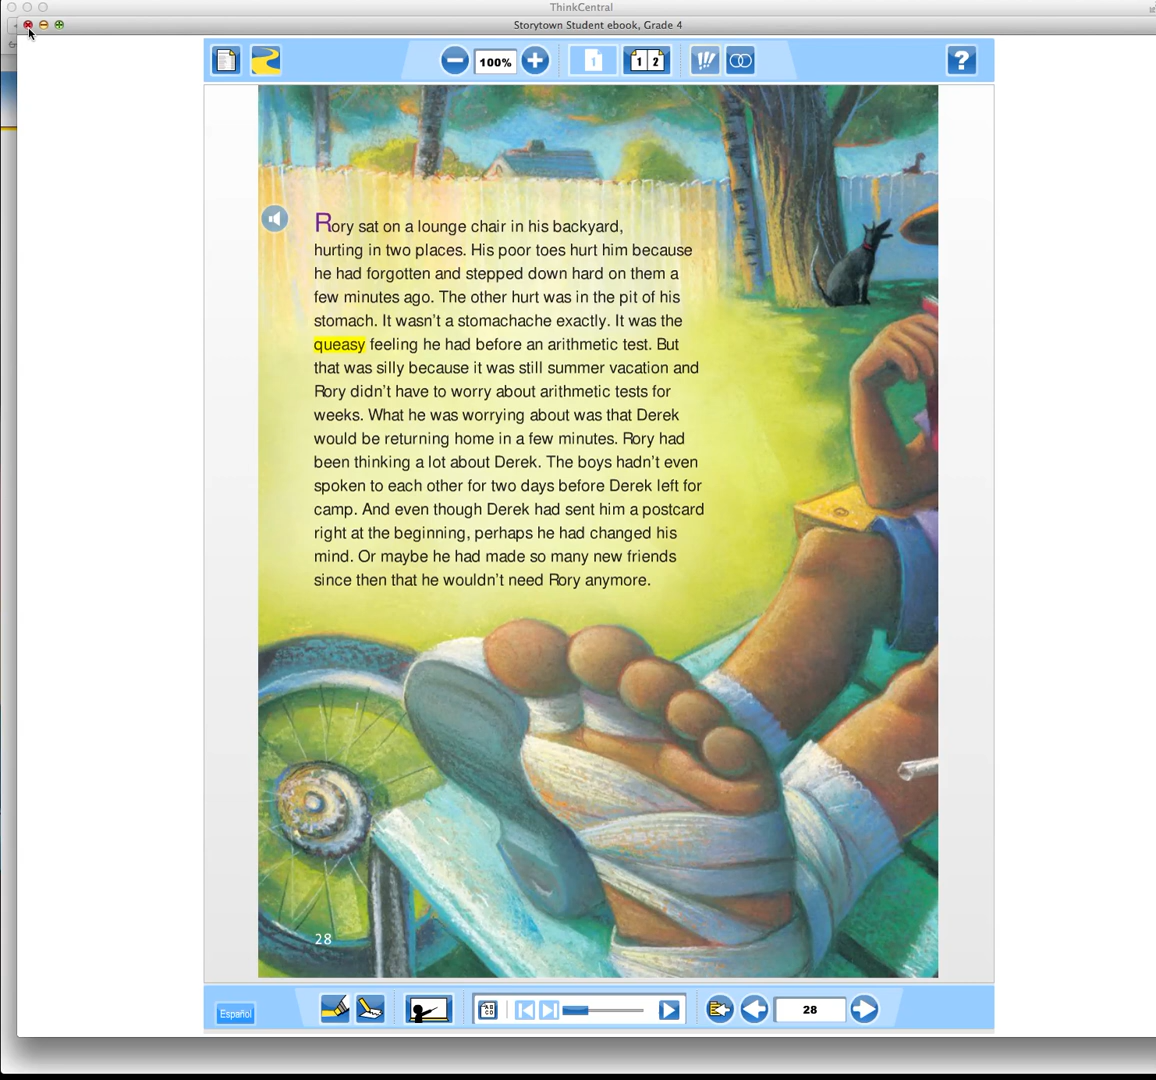 ThinkCentral
Storytown Student ebook, Grade 4
100%
1
1 2
?
Rory sat on a lounge chair in his backyard,
hurting in two places. His poor toes hurt him because
he had forgotten and stepped down hard on them a
few minutes ago. The other hurt was in the pit of his
stomach. It wasn't a stomachache exactly. It was the
queasy feeling he had before an arithmetic test. But
that was silly because it was still summer vacation and
Rory didn't have to worry about arithmetic tests for
weeks. What he was worrying about was that Derek
would be returning home in a few minutes. Rory had
been thinking a lot about Derek. The boys hadn't even
spoken to each other for two days before Derek left for
camp. And even though Derek had sent him a postcard
right at the beginning, perhaps he had changed his
mind. Or maybe he had made so many new friends
since then that he wouldn't need Rory anymore.
28
Español
AB
CD
28